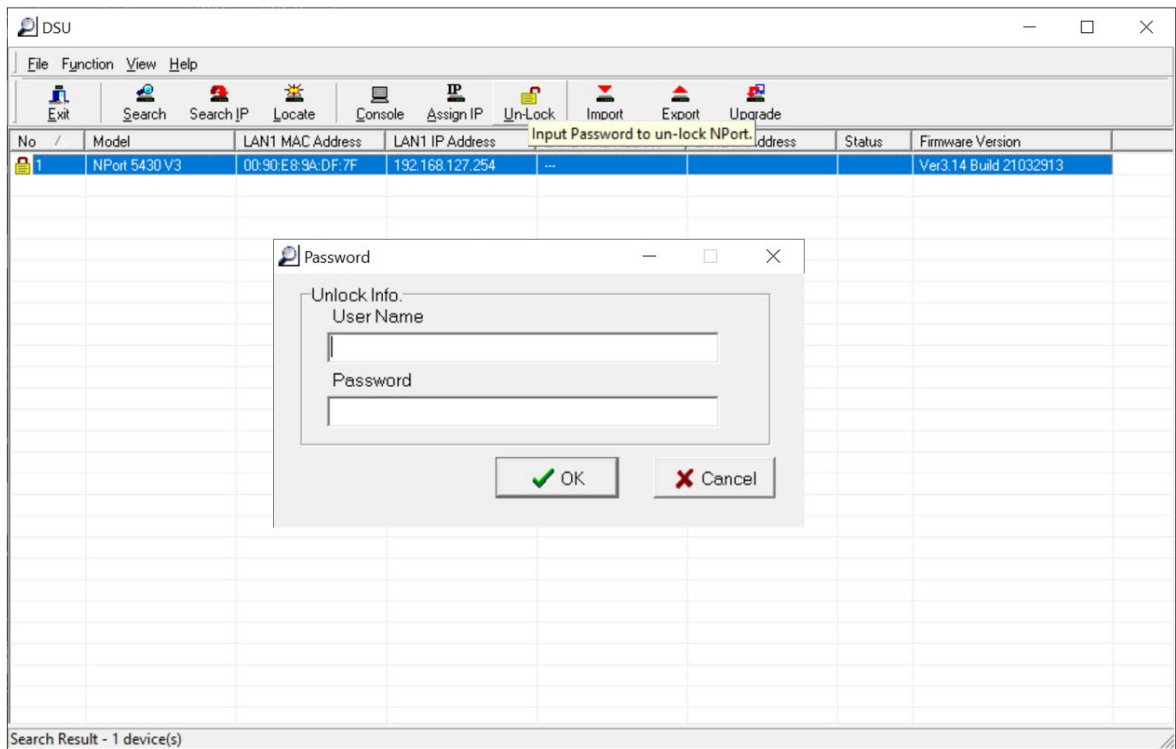 DSU
File Function View Help
Exit Search Search IP Locate Console Assign IP Un-Lock Import Export Upgrade
Input Password to un-lock NPort.
No Model LAN1 MAC Address LAN1 IP Address ddress Status Firmware Version
1 NPort 5430 V3 00:90:E8:9A:DF:7F 192.168.127.254 --- Ver3.14 Build 21032913
Password
Unlock Info.
User Name
Password
OK Cancel
Search Result - 1 device(s)